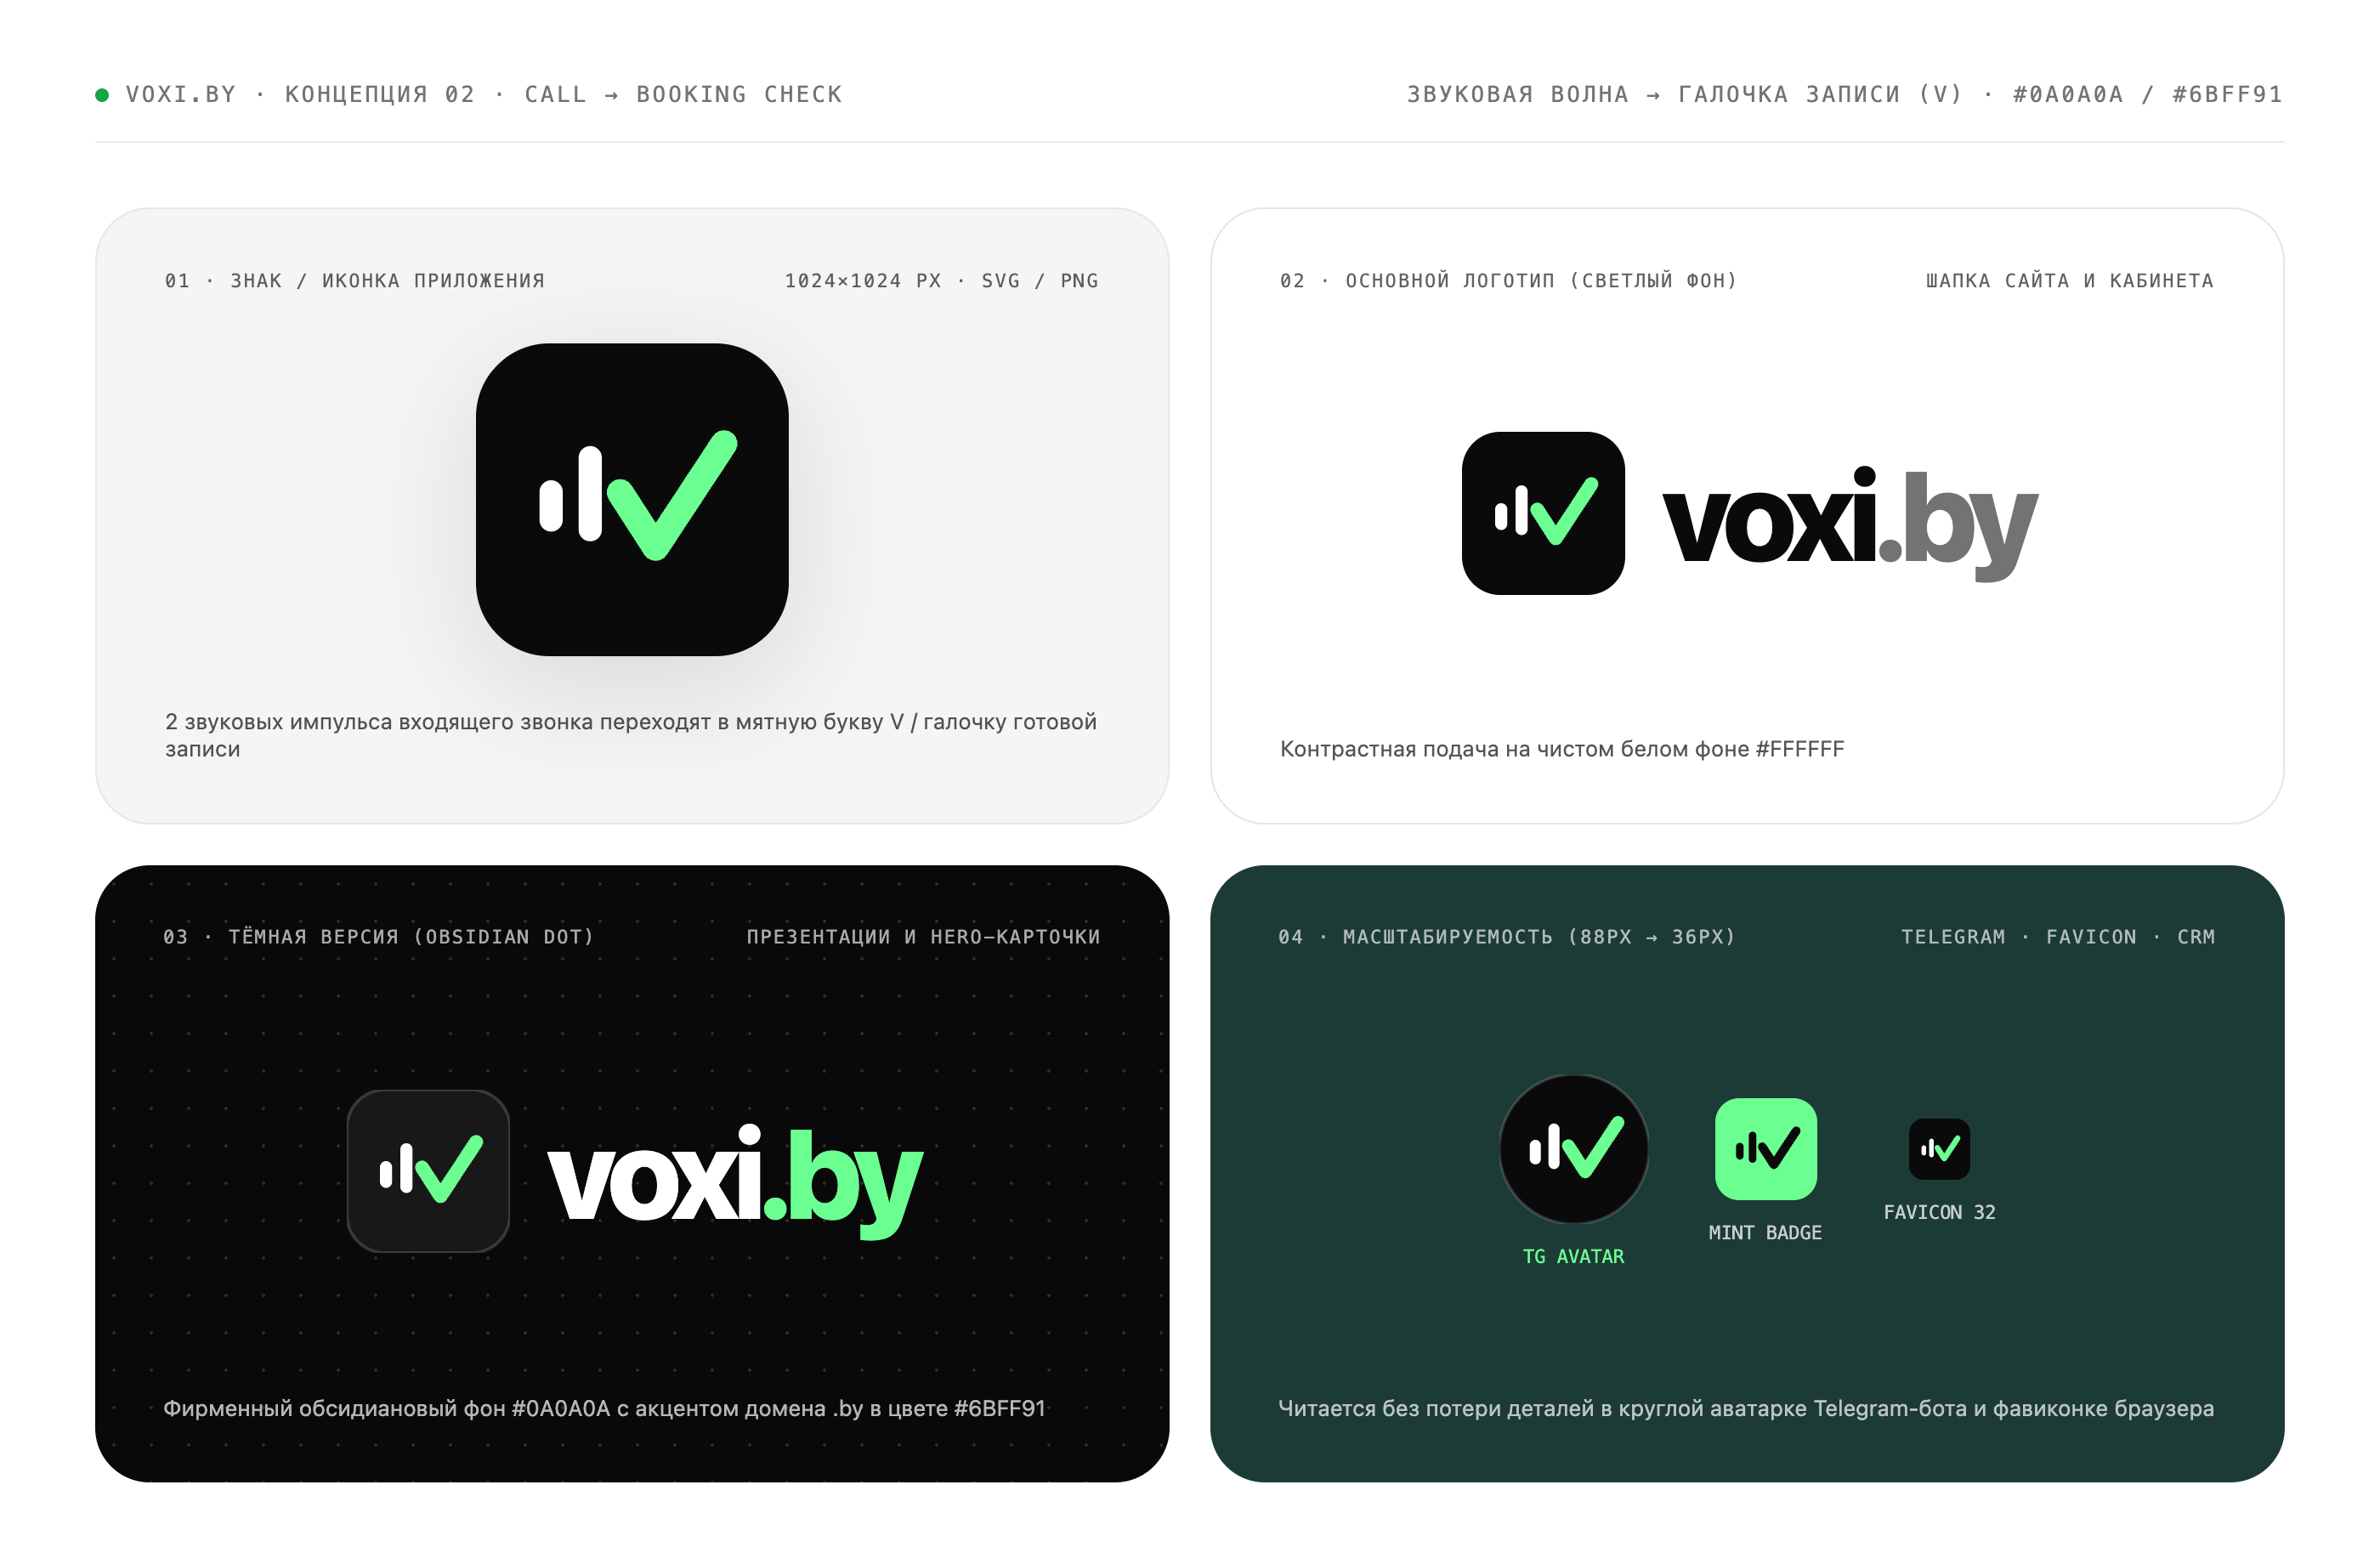 VOXI.BY · КОНЦЕПЦИЯ 02 · CALL → BOOKING CHECK
ЗВУКОВАЯ ВОЛНА → ГАЛОЧКА ЗАПИСИ (V) · #0A0A0A / #6BFF91
01 · ЗНАК / ИКОНКА ПРИЛОЖЕНИЯ
1024×1024 PX · SVG / PNG
2 звуковых импульса входящего звонка переходят в мятную букву V / галочку готовой
записи
02 · ОСНОВНОЙ ЛОГОТИП (СВЕТЛЫЙ ФОН)
ШАПКА САЙТА И КАБИНЕТА
voxi.by
Контрастная подача на чистом белом фоне #FFFFFF
03 · ТЁМНАЯ ВЕРСИЯ (OBSIDIAN DOT)
ПРЕЗЕНТАЦИИ И HERO-КАРТОЧКИ
voxi.by
Фирменный обсидиановый фон #0A0A0A с акцентом домена .by в цвете #6BFF91
04 · МАСШТАБИРУЕМОСТЬ (88PX → 36PX)
TELEGRAM · FAVICON · CRM
TG AVATAR
MINT BADGE
FAVICON 32
Читается без потери деталей в круглой аватарке Telegram-бота и фавиконке браузера